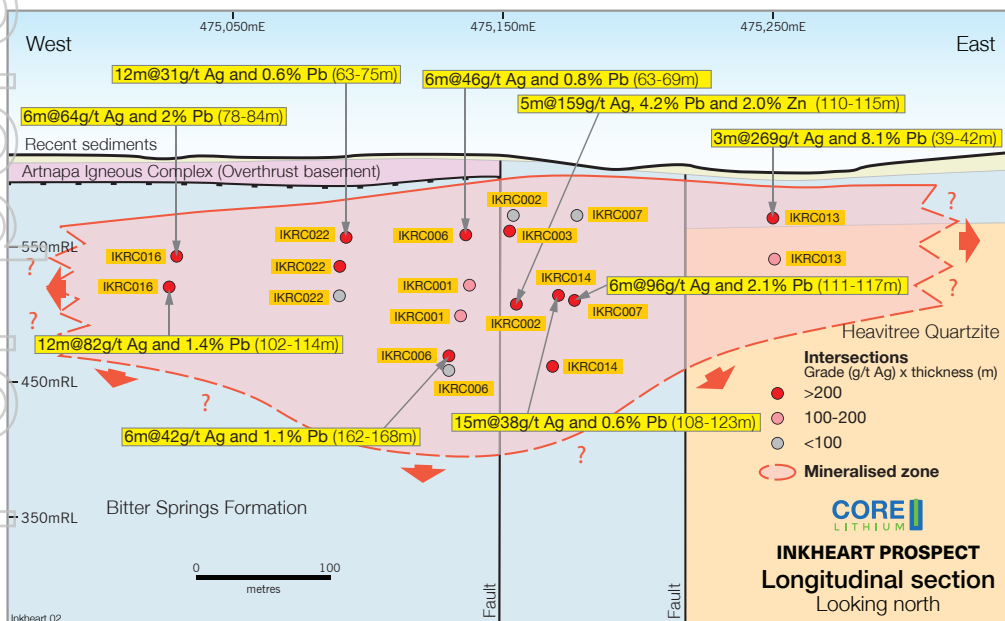 475,050mE
475,150mE
475,250mE
West
East
12m@31g/t Ag and 0.6% Pb (63-75m)
6m@46g/t Ag and 0.8% Pb (63-69m)
5m@159g/t Ag, 4.2% Pb and 2.0% Zn (110-115m)
6m@64g/t Ag and 2% Pb (78-84m)
3m@269g/t Ag and 8.1% Pb (39-42m)
Recent sediments
Artnapa Igneous Complex (Overthrust basement)
IKRC002
IKRC007
IKRC013
IKRC022
IKRC006
IKRC003
550mRL
IKRC016
IKRC022
IKRC013
IKRC014
IKRC016
IKRC022
IKRC001
6m@96g/t Ag and 2.1% Pb (111-117m)
IKRC001
IKRC002
IKRC007
12m@82g/t Ag and 1.4% Pb (102-114m)
IKRC006
IKRC014
450mRL
IKRC006
6m@42g/t Ag and 1.1% Pb (162-168m)
15m@38g/t Ag and 0.6% Pb (108-123m)
?
?
?
?
?
?
Heavitree Quartzite
Intersections
Grade (g/t Ag) x thickness (m)
>200
100-200
<100
Mineralised zone
Bitter Springs Formation
350mRL
0 100
metres
Fault
Fault
CORE
LITHIUM
INKHEART PROSPECT
Longitudinal section
Looking north
Inkheart 02